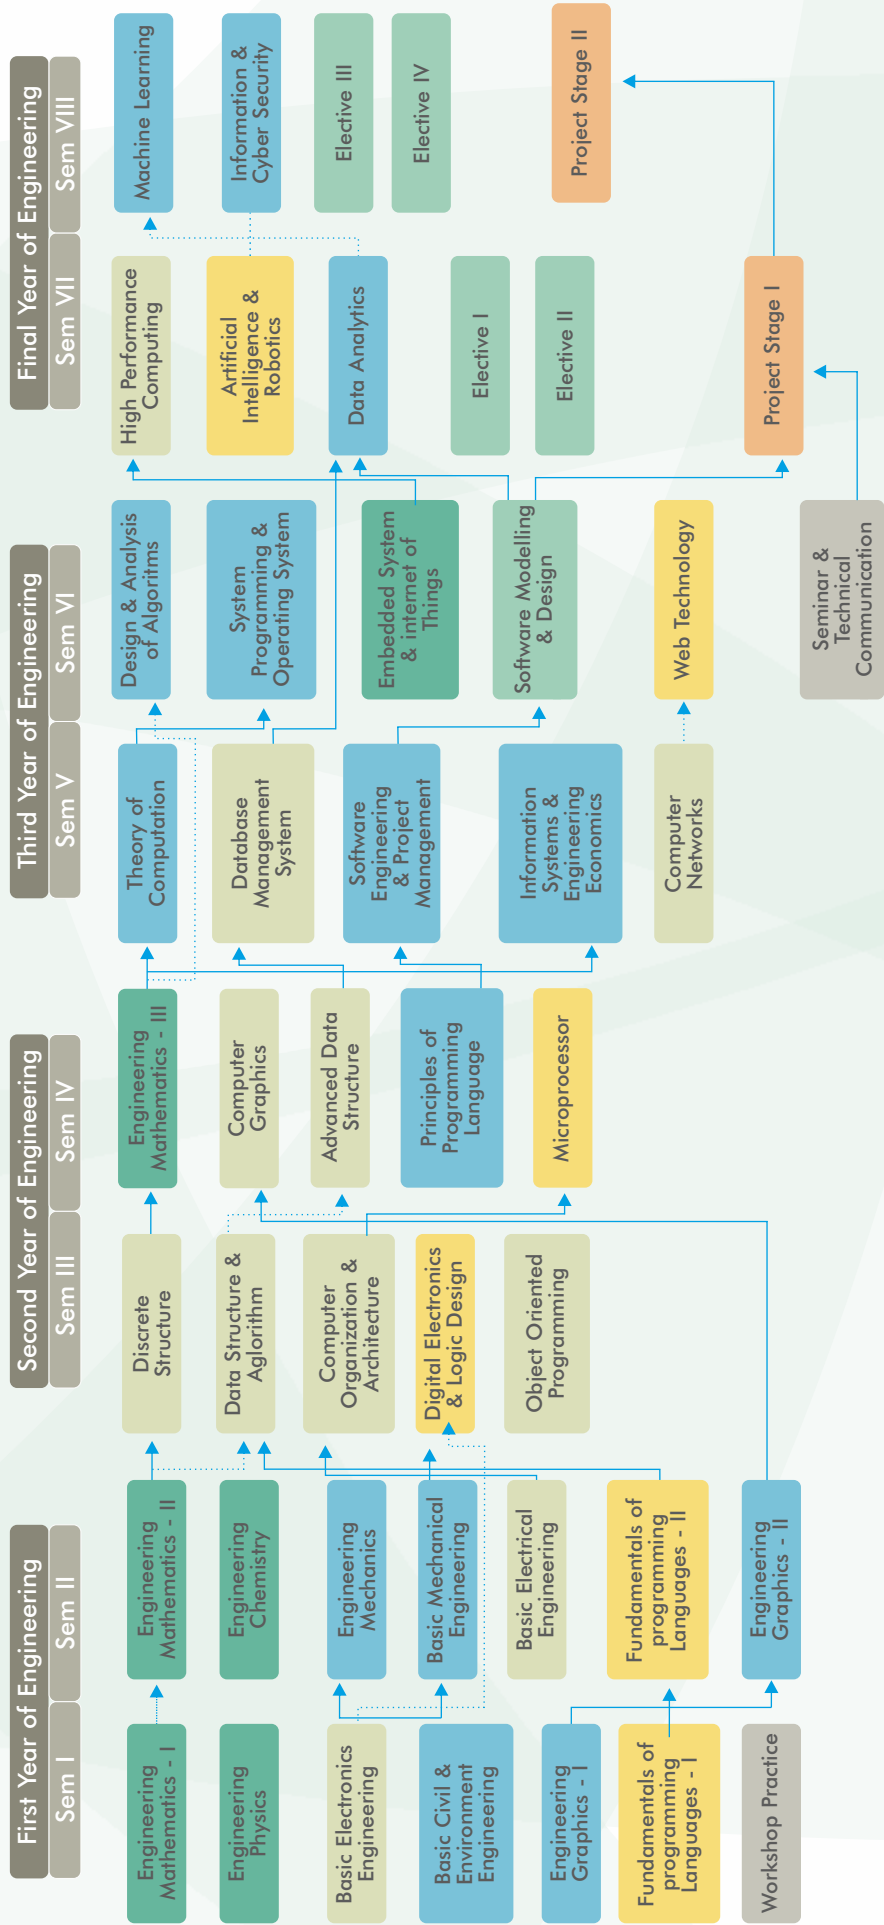 First Year of Engineering
Sem I
Engineering
Mathematics - I
Engineering
Physics
Basic Electronics
Engineering
Basic Civil &
Environment
Engineering
Engineering
Graphics - I
Fundamentals of
programming
Languages - I
Workshop Practice
Sem II
Engineering
Mathematics - II
Engineering
Chemistry
Engineering
Mechanics
Basic Mechanical
Engineering
Basic Electrical
Engineering
Fundamentals of
programming
Languages - II
Engineering
Graphics - II
Second Year of Engineering
Sem III
Discrete
Structure
Data Structure &
Aglorithm
Computer
Organization &
Architecture
Digital Electronics
& Logic Design
Object Oriented
Programming
Sem IV
Engineering
Mathematics - III
Computer
Graphics
Advanced Data
Structure
Principles of
Programming
Language
Microprocessor
Third Year of Engineering
Sem V
Theory of
Computation
Database
Management
System
Software
Engineering
& Project
Management
Information
Systems &
Engineering
Economics
Computer
Networks
Sem VI
Design & Analysis
of Algoritms
System
Programming &
Operating System
Embedded System
& internet of
Things
Software Modelling
& Design
Web Technology
Seminar &
Technical
Communication
Final Year of Engineering
Sem VII
High Performance
Computing
Artificial
Intelligence &
Robotics
Data Analytics
Elective I
Elective II
Project Stage I
Sem VIII
Machine Learning
Information &
Cyber Security
Elective III
Elective IV
Project Stage II